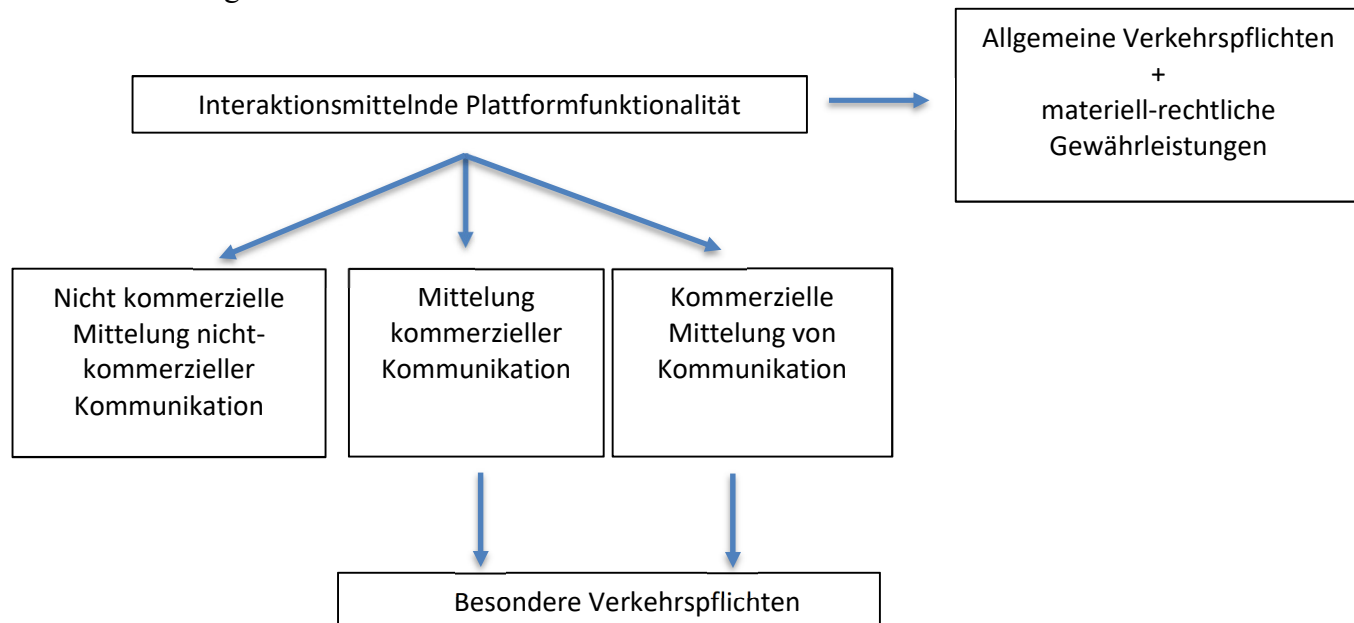 Allgemeine Verkehrspflichten
+
materiell-rechtliche
Gewährleistungen
Interaktionsmittelnde Plattformfunktionalität
Nicht kommerzielle
Mittelung nicht-
kommerzieller
Kommunikation
Mittelung
kommerzieller
Kommunikation
Kommerzielle
Mittelung von
Kommunikation
Besondere Verkehrspflichten